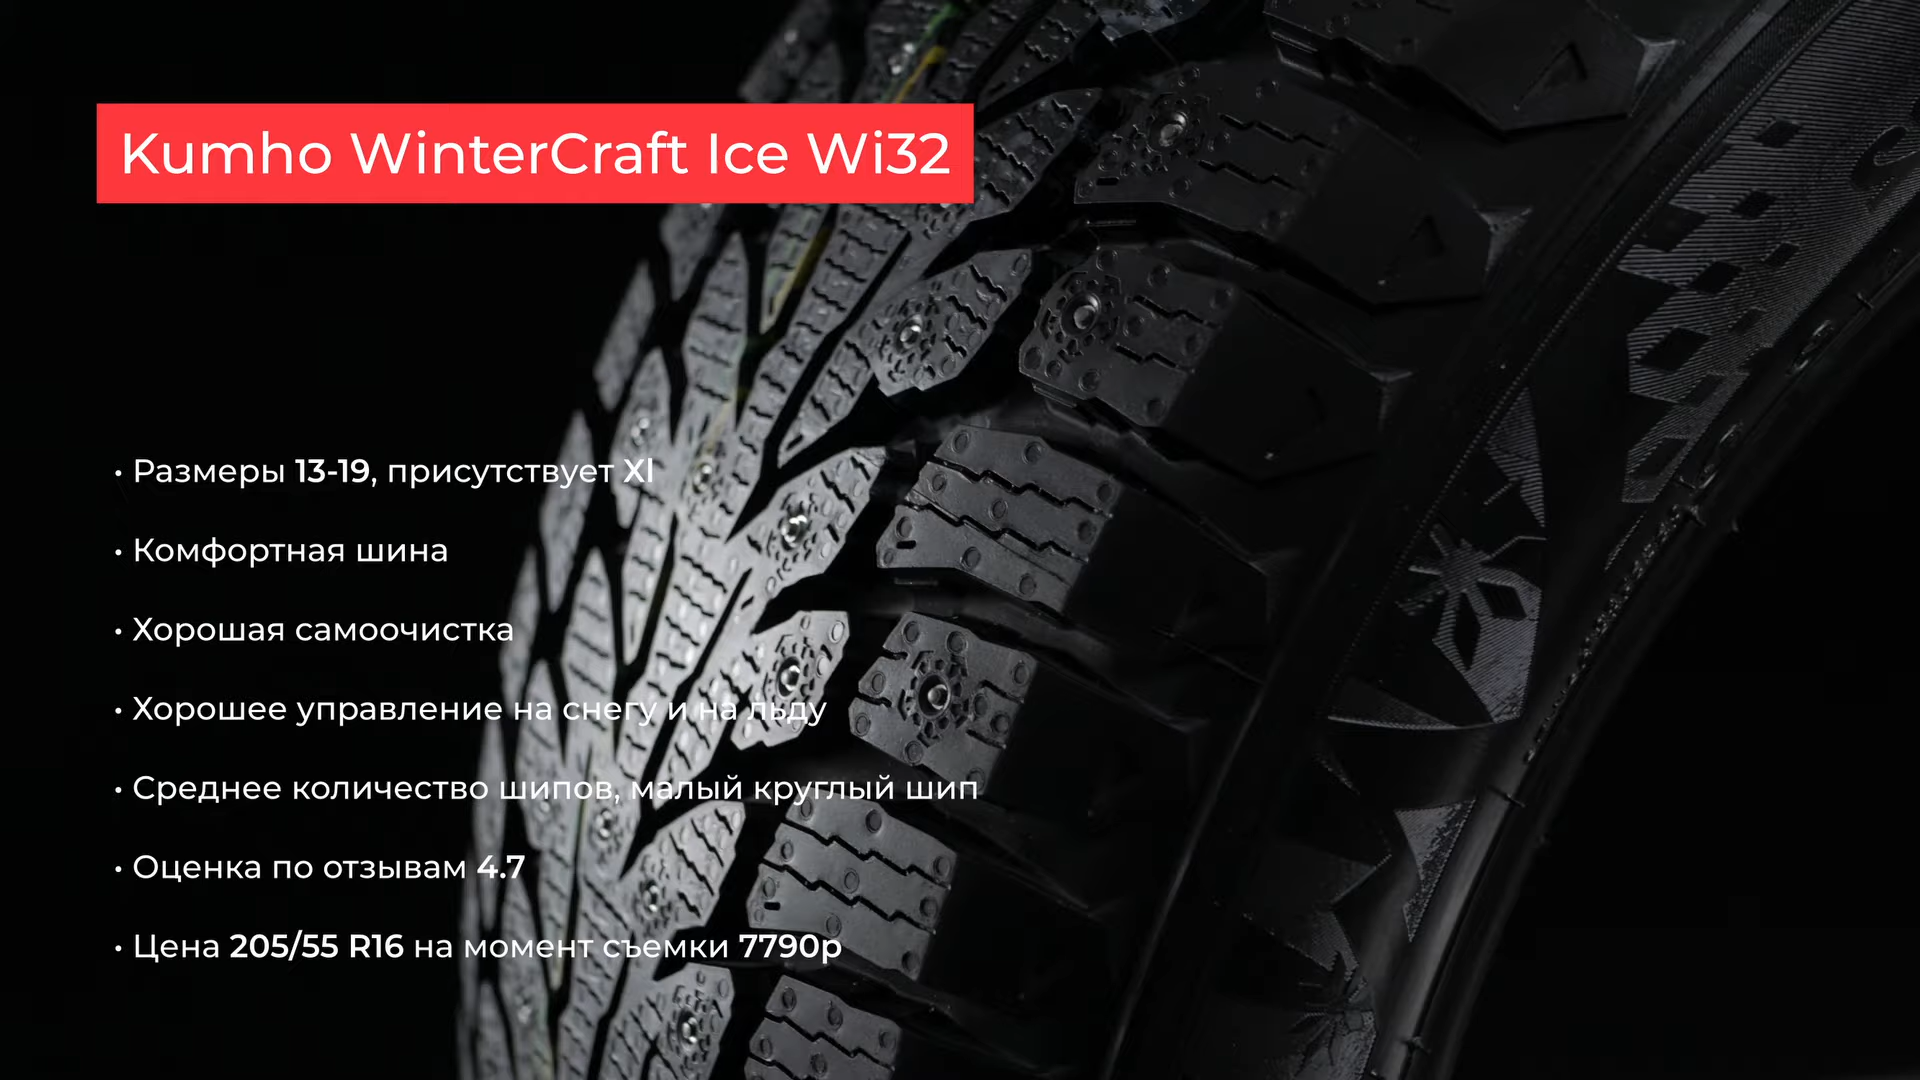 Kumho WinterCraft Ice Wi32
• Размеры 13-19, присутствует Xl
• Комфортная шина
• Хорошая самоочистка
• Хорошее управление на снегу и на льду
• Среднее количество шипов, малый круглый шип
• Оценка по отзывам 4.7
• Цена 205/55 R16 на момент съемки 7790р